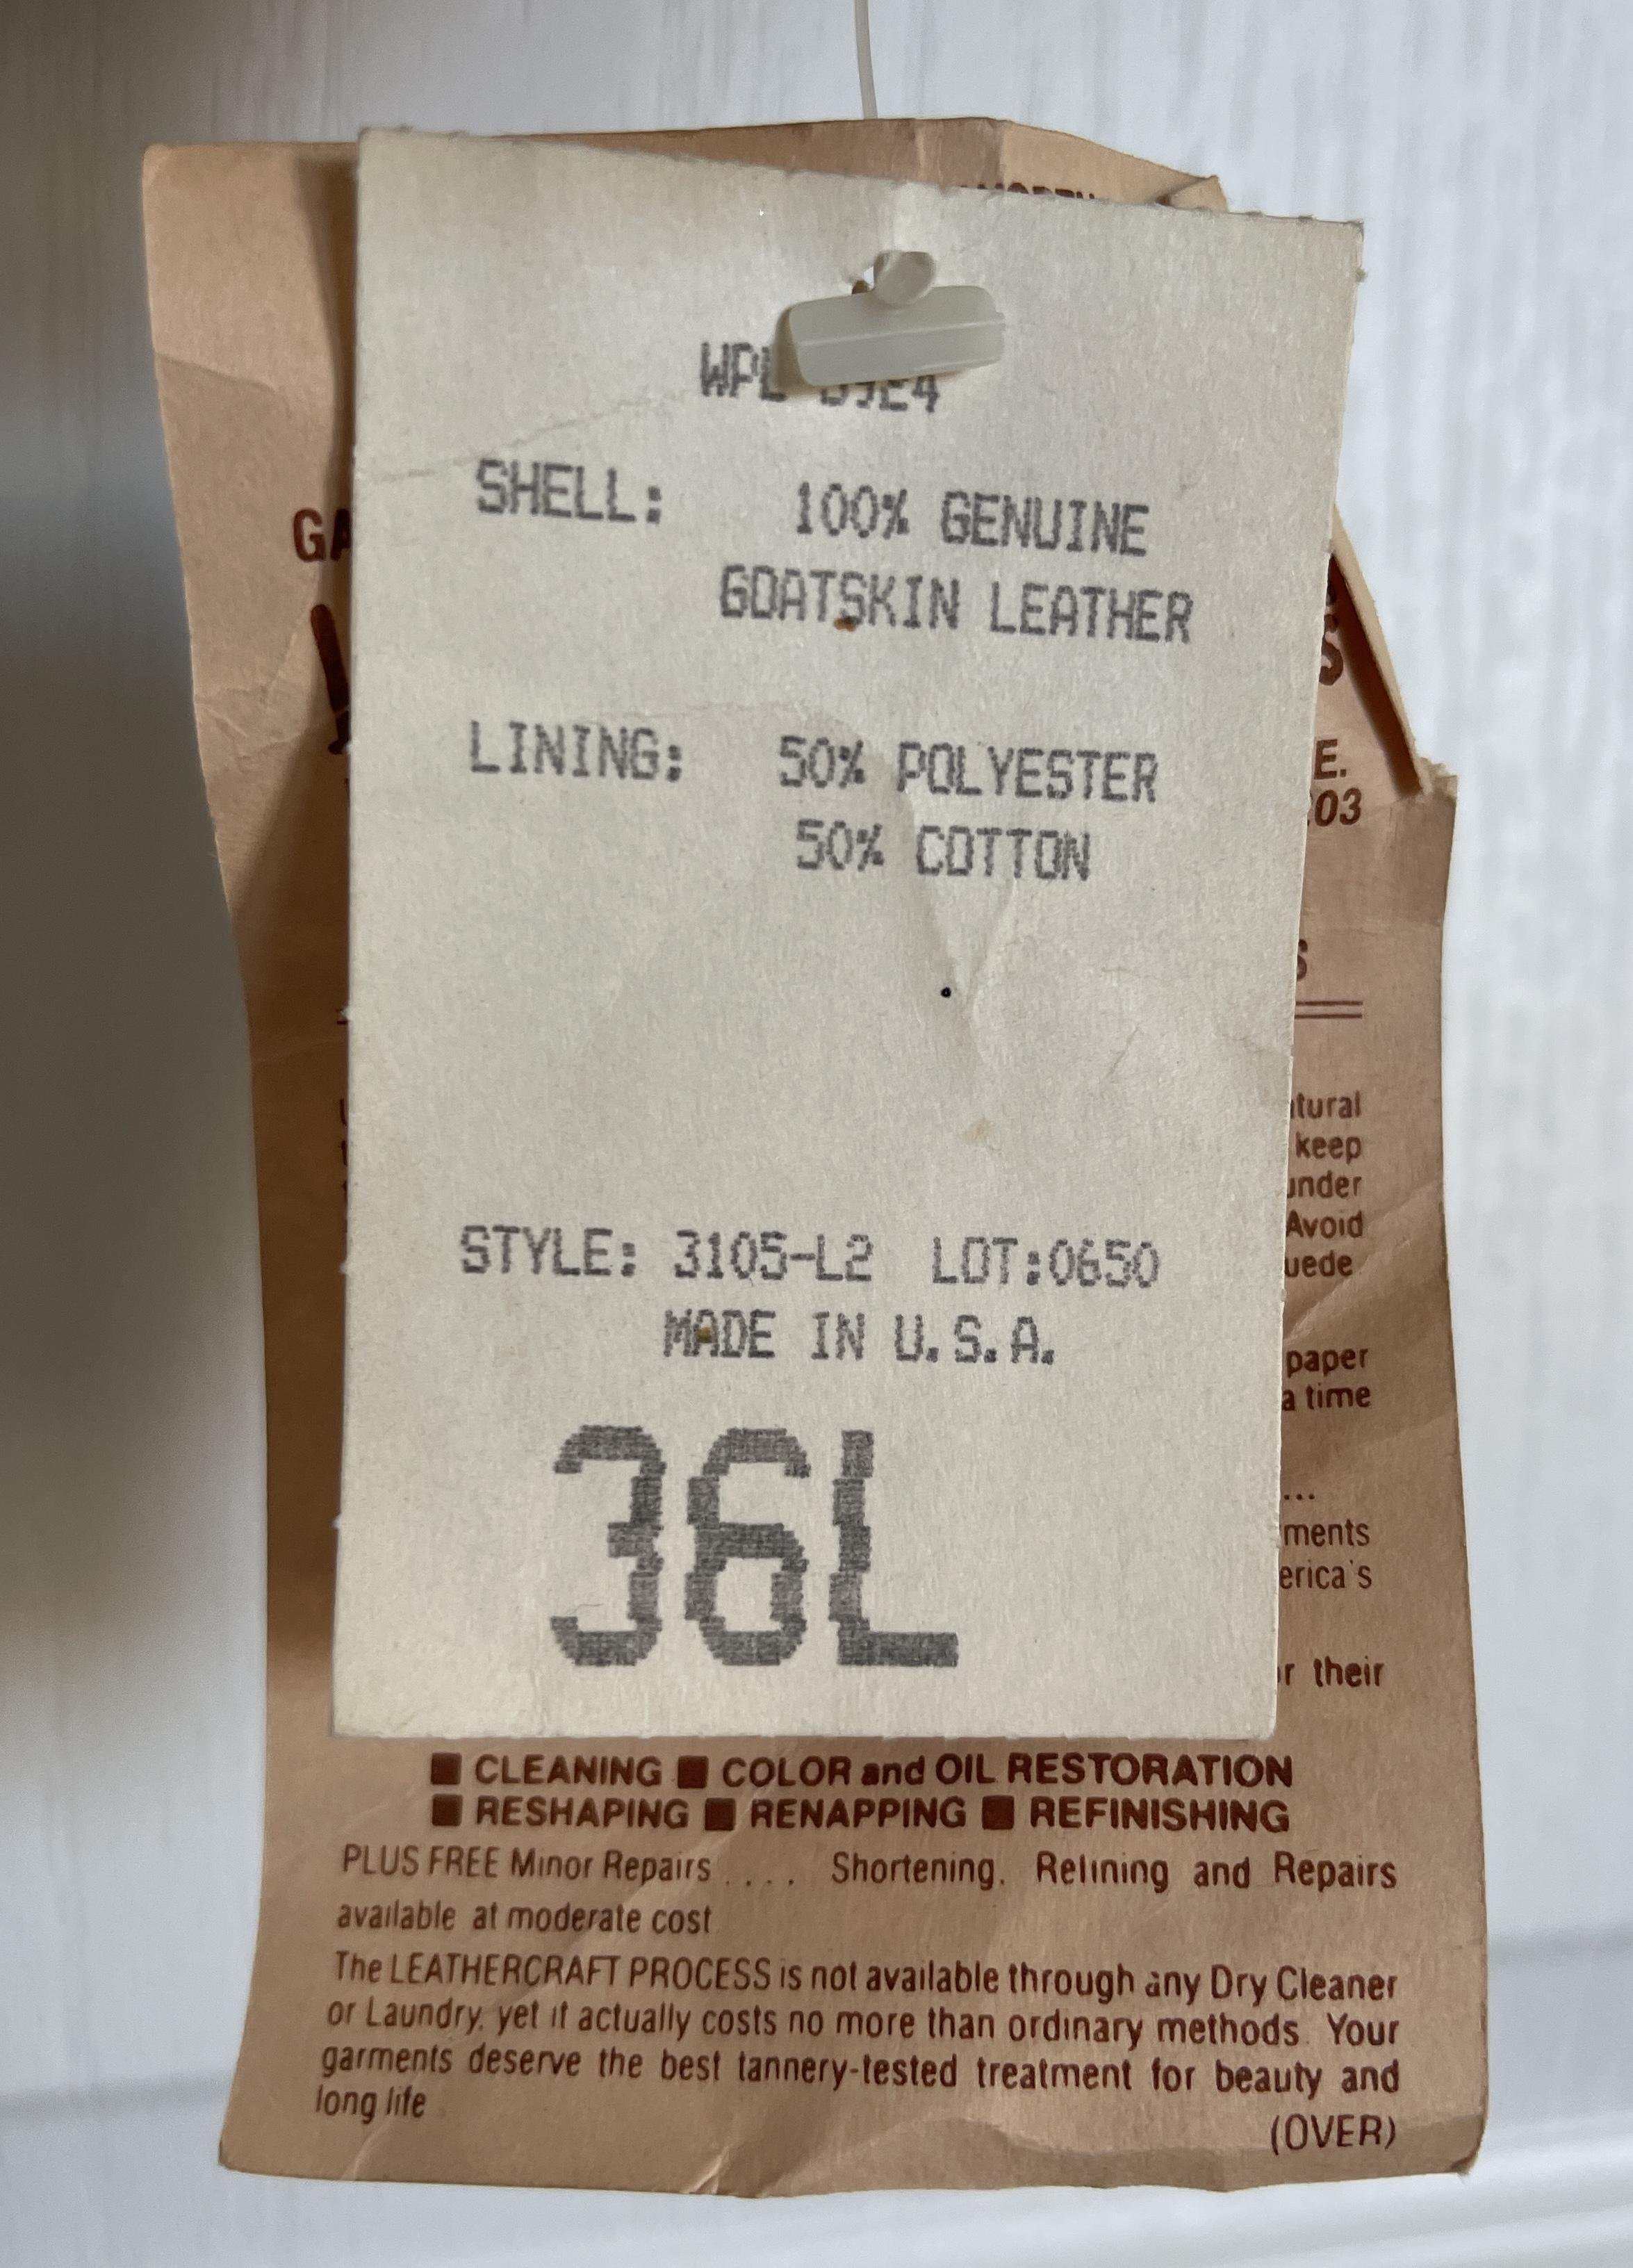 SHELL: 100% GENUINE
GOATSKIN LEATHER
LINING: 50% POLYESTER
50% COTTON
STYLE: 3105-L2 LOT:0650
MADE IN U.S.A.
36L
GA
E.
03
S
tural
keep
under
Avoid
uede
paper
a time
...
ments
erica's
r their
■ CLEANING ■ COLOR and OIL RESTORATION
■ RESHAPING ■ RENAPPING ■ REFINISHING
PLUS FREE Minor Repairs .... Shortening, Relining and Repairs
available at moderate cost
The LEATHERCRAFT PROCESS is not available through any Dry Cleaner
or Laundry, yet it actually costs no more than ordinary methods. Your
garments deserve the best tannery-tested treatment for beauty and
long life
(OVER)